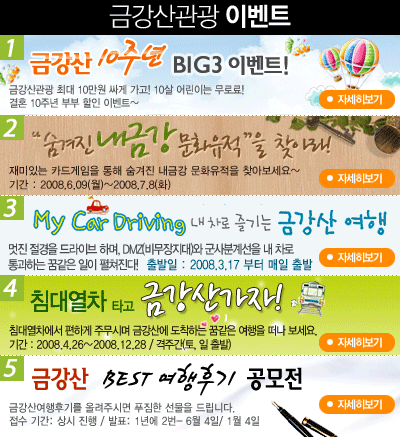 금강산관광 이벤트
1
금강산 10주년 BIG3 이벤트!
금강산관광 최대 10만원 싸게 가고! 10살 어린이는 무료료!
결혼 10주년 부부 할인 이벤트~
자세히보기
2
"숨겨진 내금강 문화유적"을 찾아라!
재미있는 카드게임을 통해 숨겨진 내금강 문화유적을 찾아보세요~
기간 : 2008.6.09(월)~2008.7.8(화)
자세히보기
3
My Car Driving 내 차로 즐기는 금강산 여행
멋진 절경을 드라이브 하며, DMZ(비무장지대)와 군사분계선을 내 차로
통과하는 꿈같은 일이 펼쳐진다! 출발일 : 2008.3.17 부터 매일 출발
자세히보기
4
침대열차 타고 금강산가자!
침대열차에서 편하게 주무시며 금강산에 도착하는 꿈같은 여행을 떠나 보세요.
기간 : 2008.4.26~2008.12.28 / 격주간(토, 일 출발)
자세히보기
5
금강산 BEST 여행후기 공모전
금강산여행후기를 올려주시면 푸짐한 선물을 드립니다.
접수 기간: 상시 진행 / 발표: 1년에 2번- 6월 4일/ 1월 4일
자세히보기